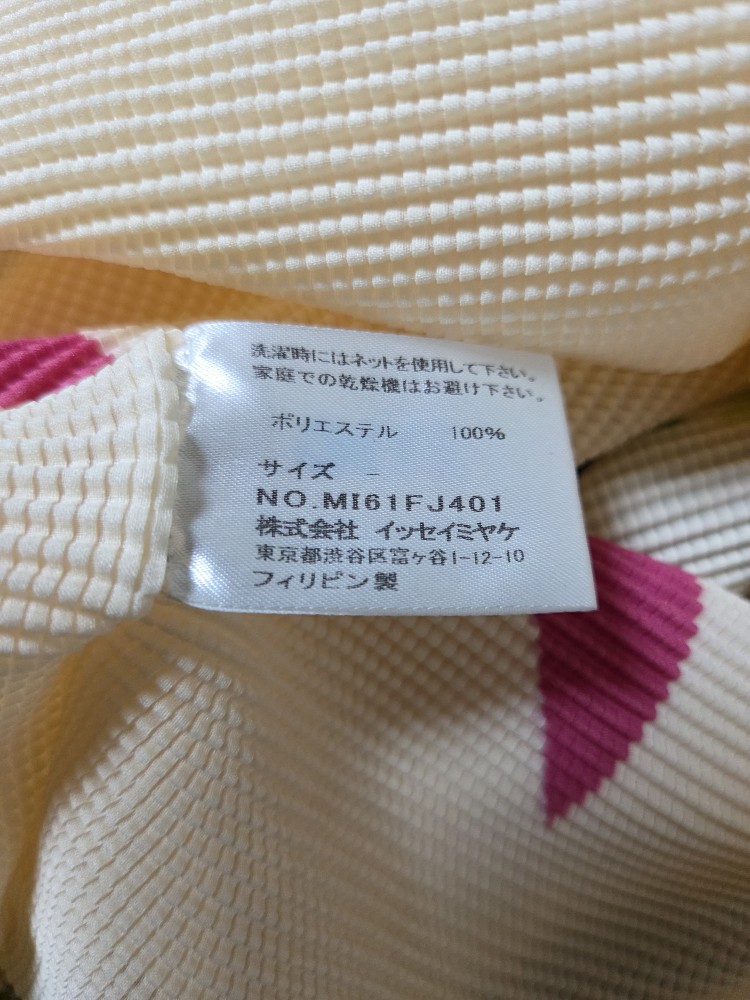 洗濯時にはネットを使用して下さい。
家庭での乾燥機はお避け下さい。
ポリエステル 100%
サイズ –
NO.MI61FJ401
株式会社 イッセイミヤケ
東京都渋谷区富ヶ谷1-12-10
フィリピン製